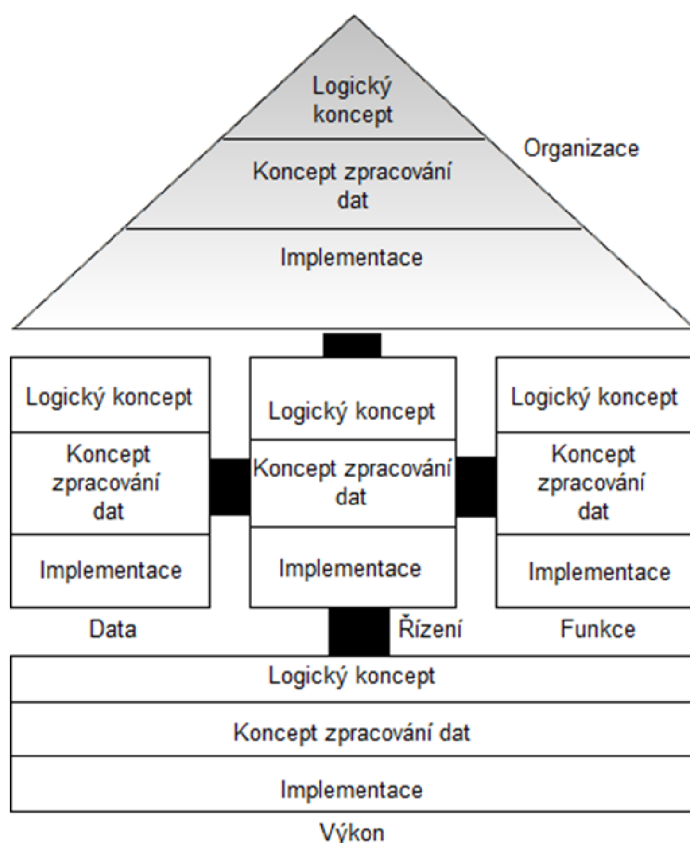 Logický
koncept
Organizace
Koncept zpracování
dat
Implementace
Logický koncept
Koncept
zpracování
dat
Implementace
Data
Logický koncept
Koncept zpracování
dat
Implementace
Řízení
Logický koncept
Koncept
zpracování
dat
Implementace
Funkce
Logický koncept
Koncept zpracování dat
Implementace
Výkon